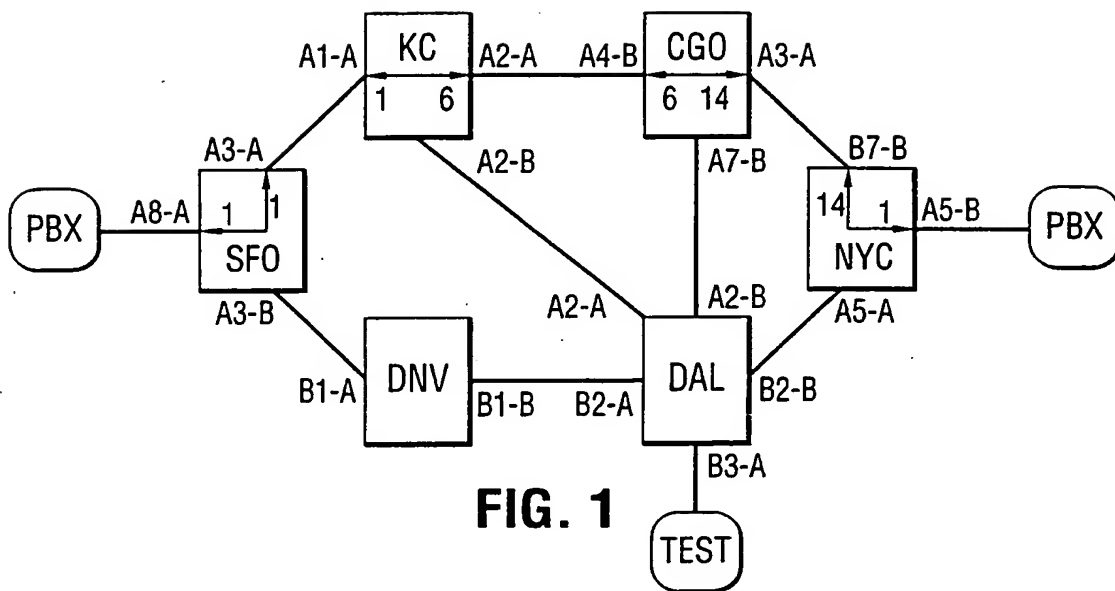 A1-A
KC
A2-A
A4-B
CGO
A3-A
1
6
6
14
A3-A
A2-B
A7-B
B7-B
PBX
A8-A
1
1
SFO
14
1
NYC
A5-B
PBX
A3-B
A2-A
A2-B
A5-A
B1-A
DNV
B1-B
B2-A
DAL
B2-B
B3-A
FIG. 1
TEST